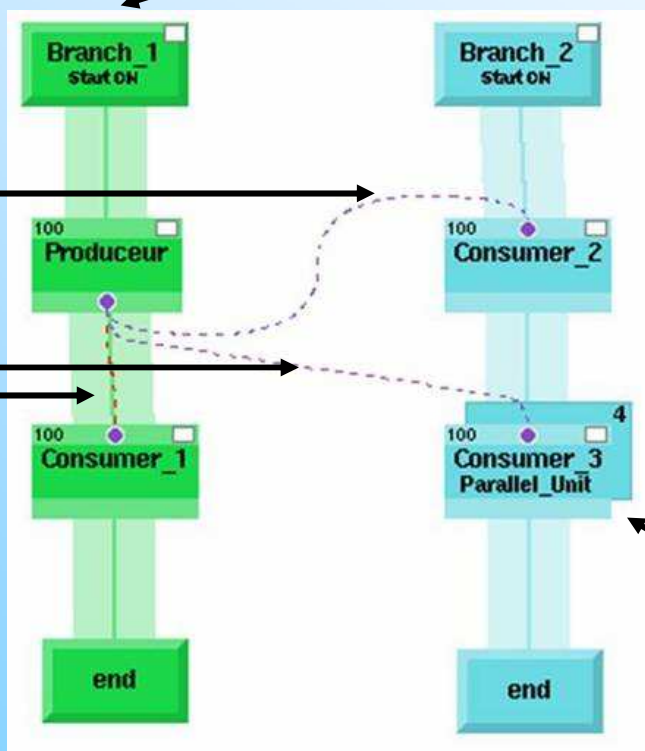 Branch_1
Start ON
100
Produceur
100
Consumer_1
end
Branch_2
Start ON
100
Consumer_2
4
100
Consumer_3
Parallel_Unit
end